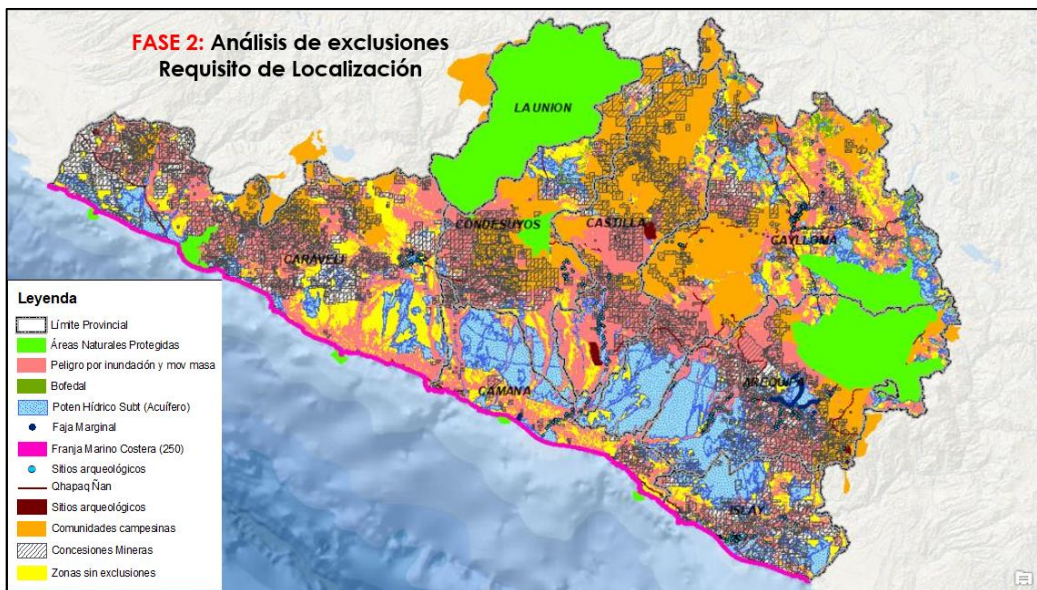 FASE 2: Análisis de exclusiones
Requisito de Localización
LA UNION
CONDESUYOS
CASTILLA
CAYLLOMA
CARAVELI
CAMANA
AREQUIPA
ISLAY
Leyenda
Límite Provincial
Áreas Naturales Protegidas
Peligro por inundación y mov masa
Bofedal
Poten Hídrico Subt (Acuífero)
Faja Marginal
Franja Marino Costera (250)
Sitios arqueológicos
Qhapaq Ñan
Sitios arqueológicos
Comunidades campesinas
Concesiones Mineras
Zonas sin exclusiones